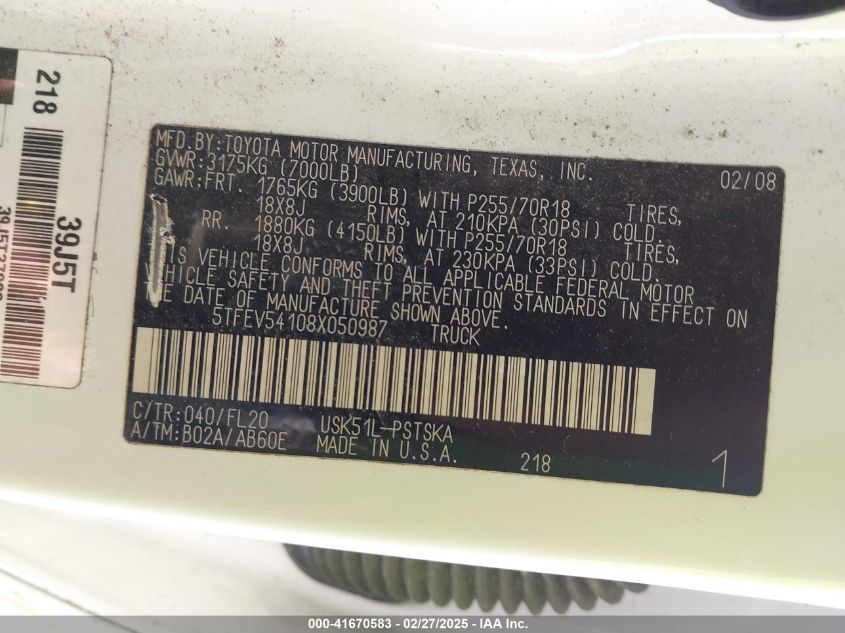 218
39J5T
MFD.BY:TOYOTA MOTOR MANUFACTURING, TEXAS, INC. 02/08
GVWR:3175KG (7000LB)
GAWR:FRT. 1765KG (3900LB) WITH P255/70R18 TIRES,
18X8J RIMS, AT 210KPA (30PSI) COLD.
RR. 1880KG (4150LB) WITH P255/70R18 TIRES,
18X8J RIMS, AT 230KPA (33PSI) COLD.
THIS VEHICLE CONFORMS TO ALL APPLICABLE FEDERAL MOTOR
VEHICLE SAFETY AND THEFT PREVENTION STANDARDS IN EFFECT ON
THE DATE OF MANUFACTURE SHOWN ABOVE.
5TFEV54108X050987 TRUCK
C/TR:040/FL20 USK51L-PSTSKA
A/TM:B02A/AB60E MADE IN U.S.A. 218 1
000-41670583 - 02/27/2025 - IAA Inc.